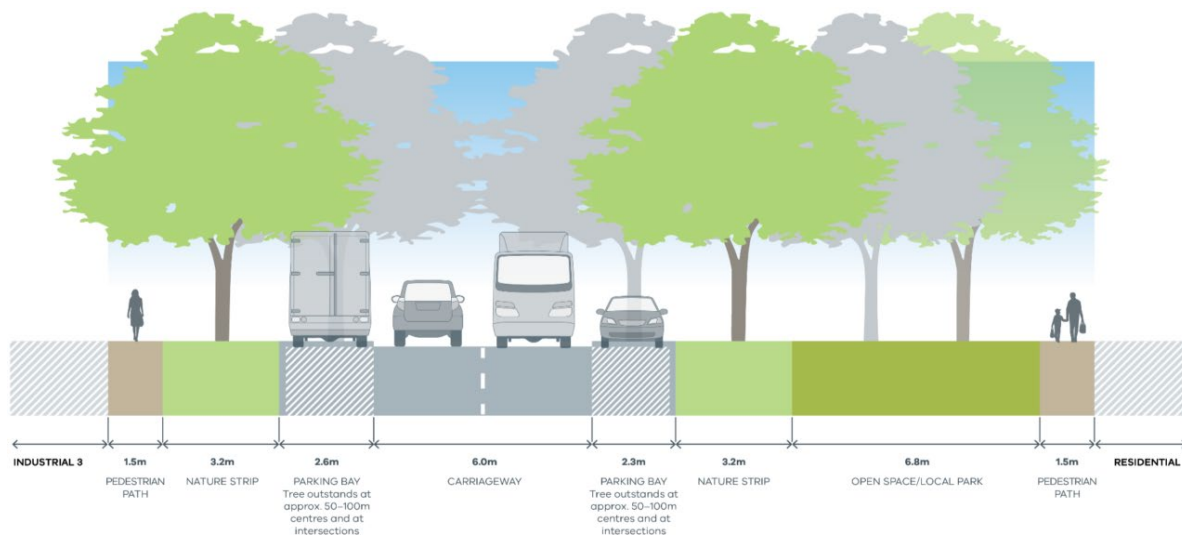 INDUSTRIAL 3
1.5m
PEDESTRIAN
PATH
3.2m
NATURE STRIP
2.6m
PARKING BAY
Tree outstands at
approx. 50–100m
centres and at
intersections
6.0m
CARRIAGEWAY
2.3m
PARKING BAY
Tree outstands at
approx. 50–100m
centres and at
intersections
3.2m
NATURE STRIP
6.8m
OPEN SPACE/LOCAL PARK
1.5m
PEDESTRIAN
PATH
RESIDENTIAL